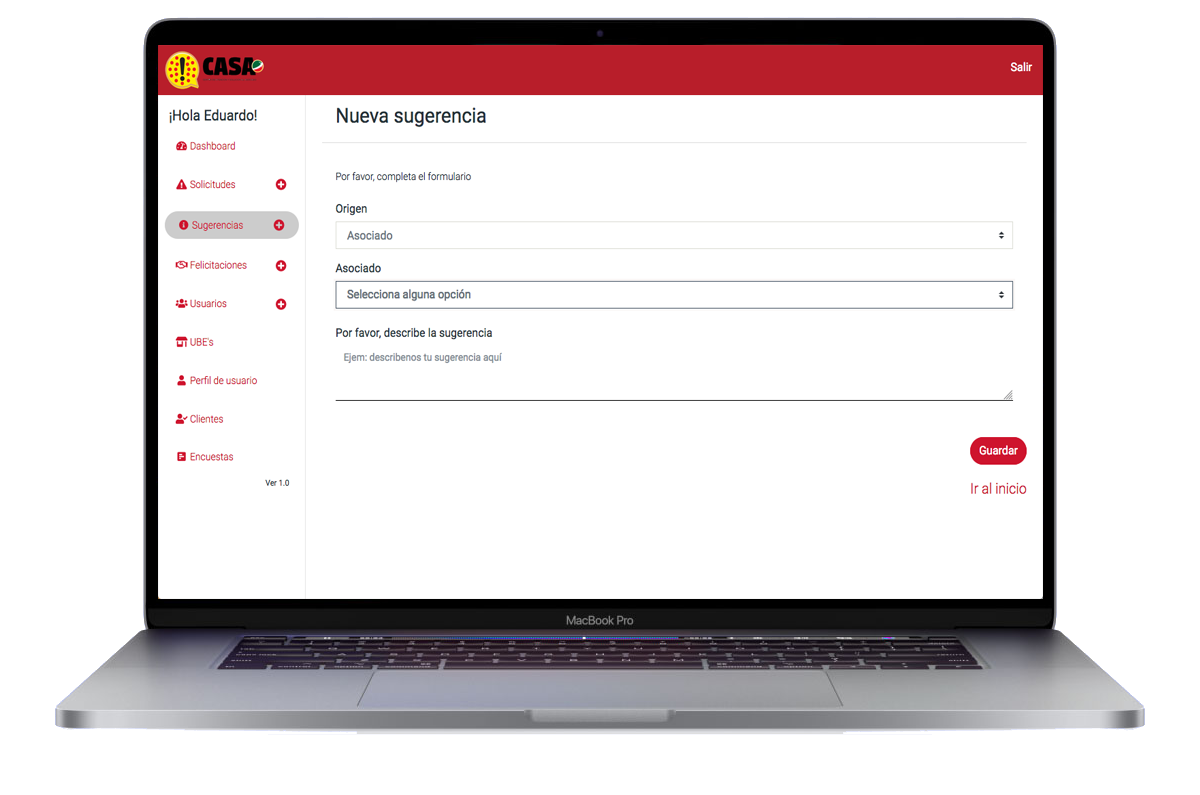 CASA
Salir
¡Hola Eduardo!
Dashboard
Solicitudes
Sugerencias
Felicitaciones
Usuarios
UBE's
Perfil de usuario
Clientes
Encuestas
Ver 1.0
Nueva sugerencia
Por favor, completa el formulario
Origen
Asociado
Asociado
Selecciona alguna opción
Por favor, describe la sugerencia
Ejem: describenos tu sugerencia aquí
Guardar
Ir al inicio
MacBook Pro